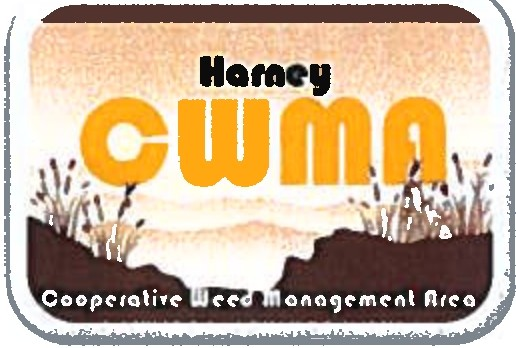 Harney
CWMA
Cooperative Weed Management Area